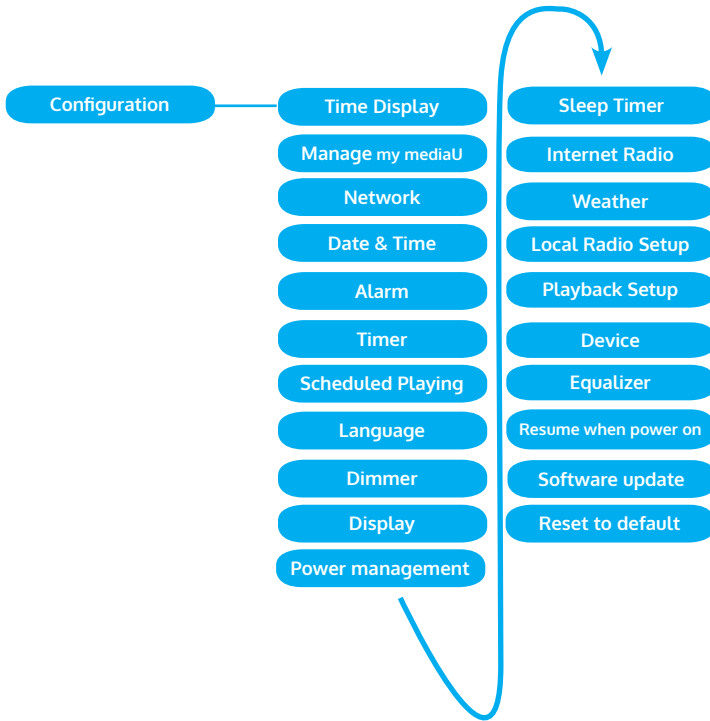 Configuration
Time Display
Manage my mediaU
Network
Date & Time
Alarm
Timer
Scheduled Playing
Language
Dimmer
Display
Power management
Sleep Timer
Internet Radio
Weather
Local Radio Setup
Playback Setup
Device
Equalizer
Resume when power on
Software update
Reset to default